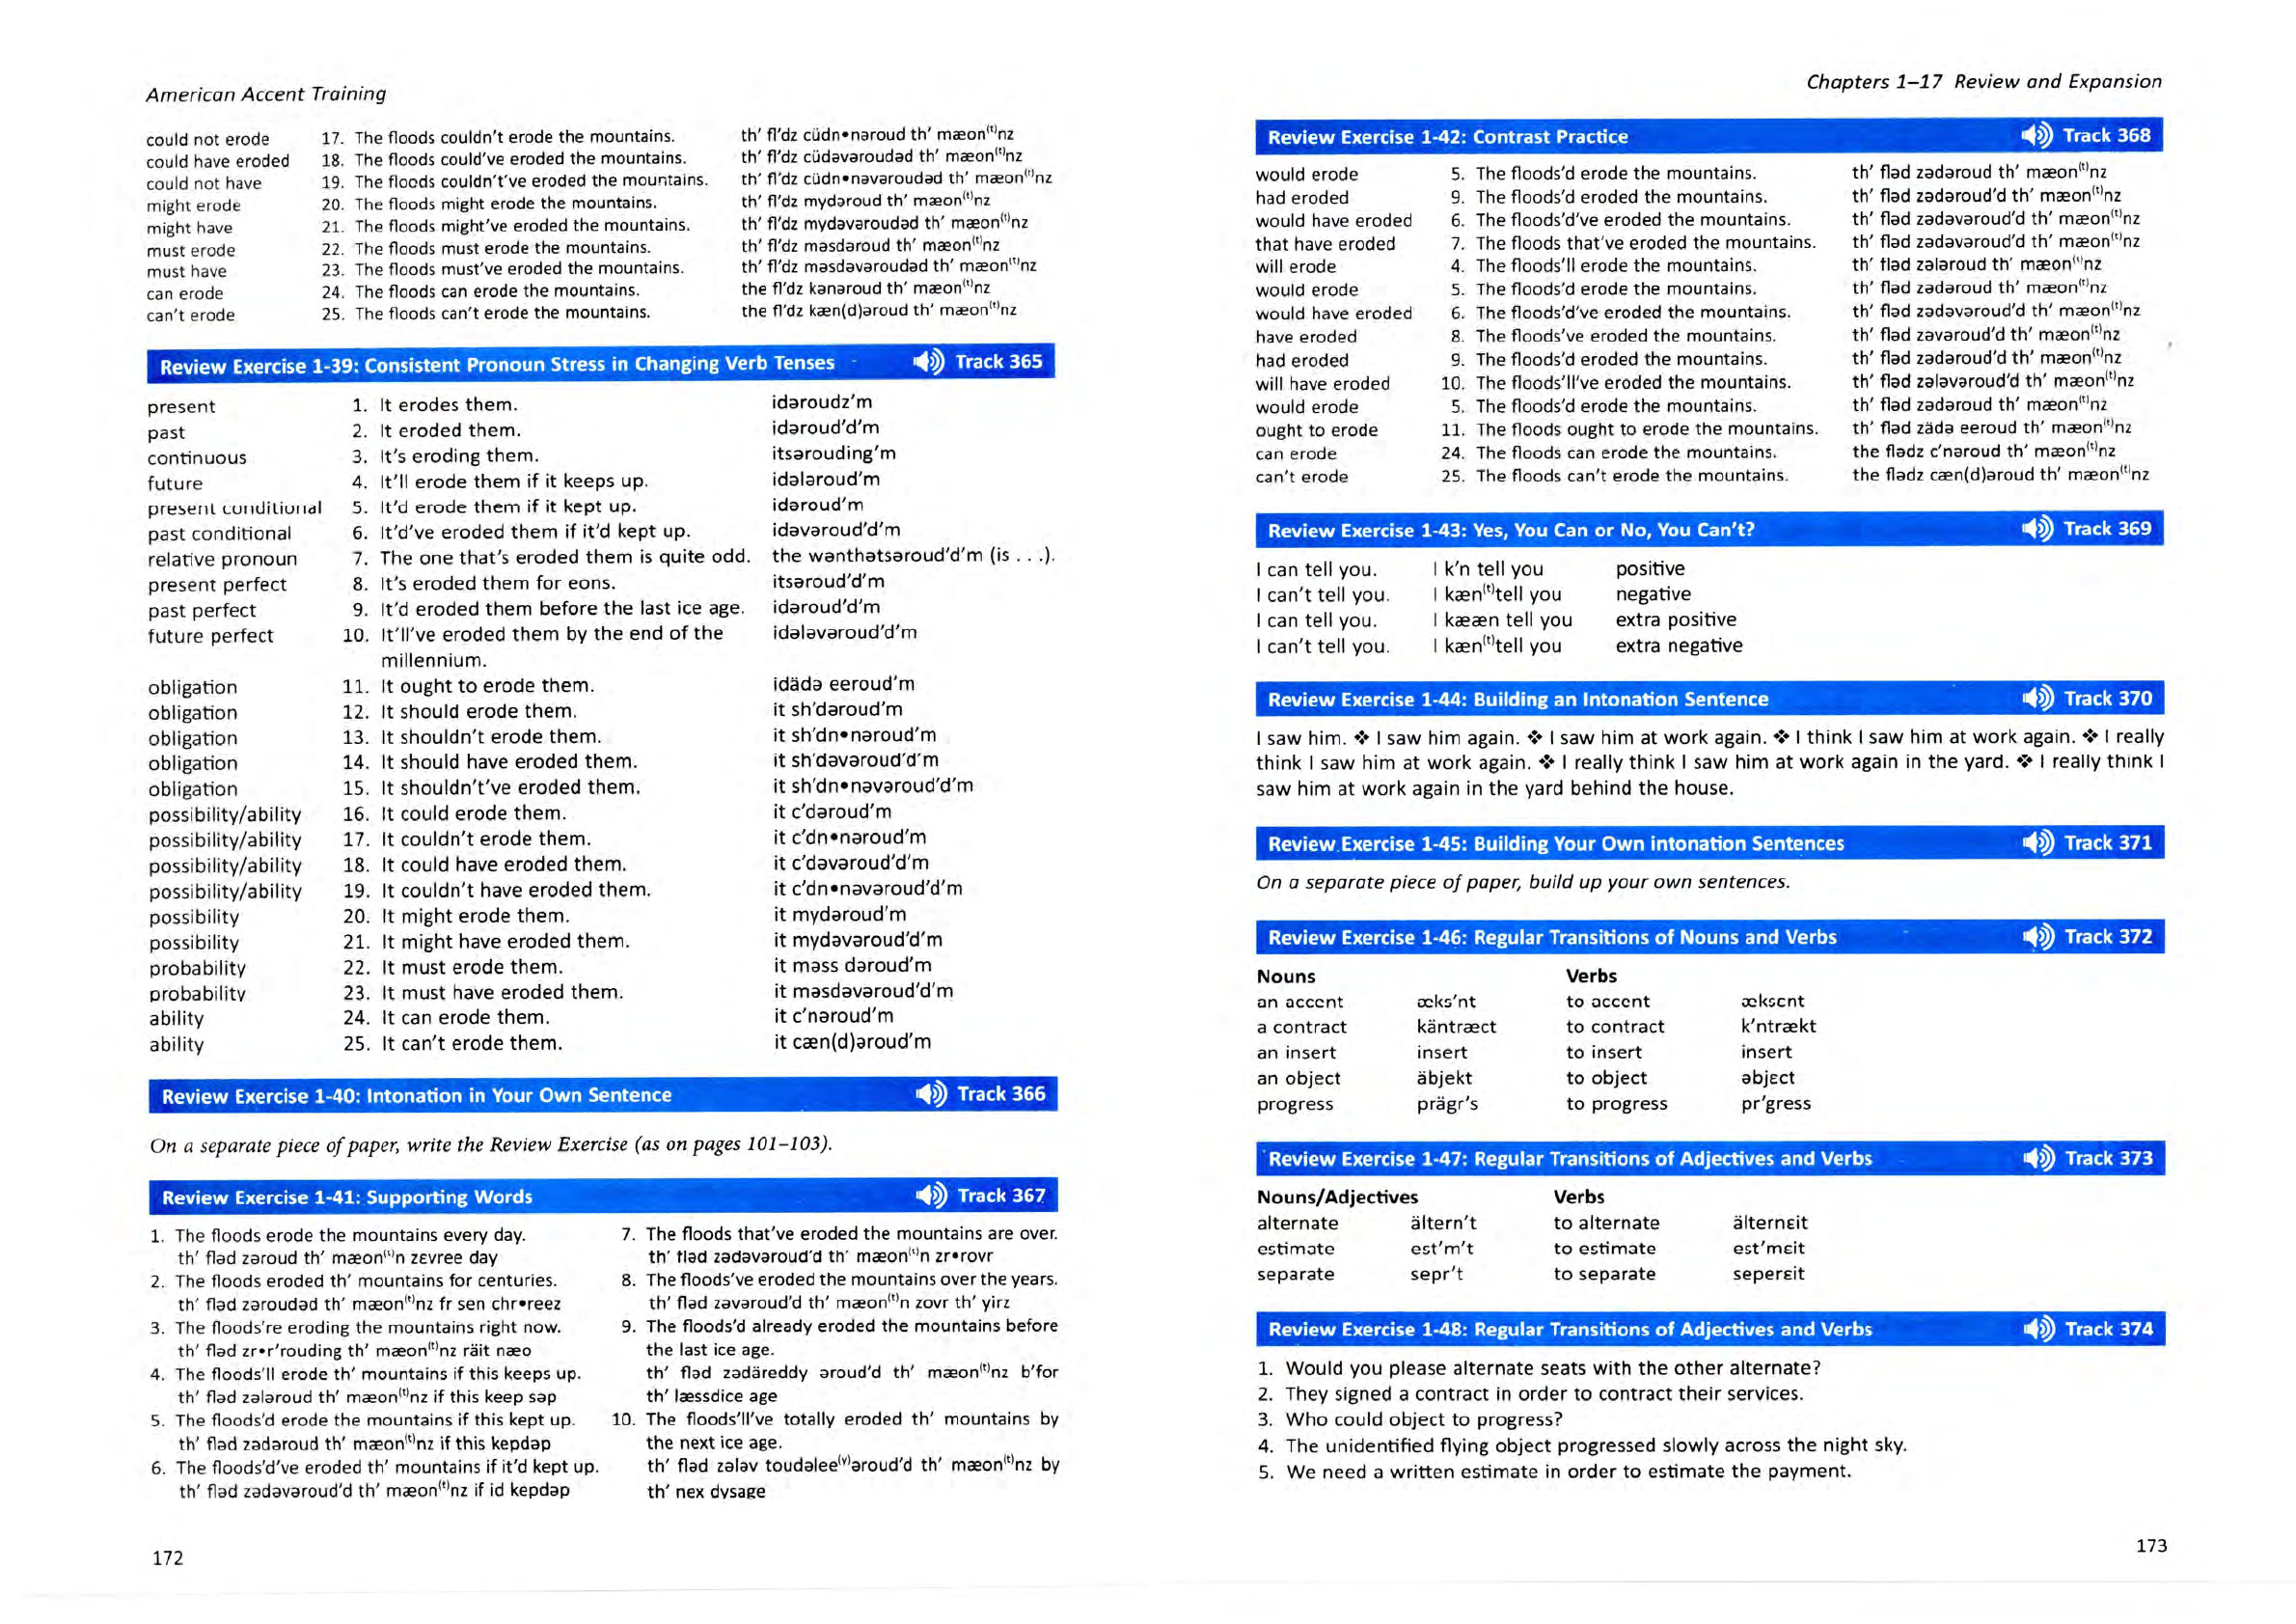 American Accent Training
could not erode 17. The floods couldn't erode the mountains. th' fl'dz cüdn•nəroud th' mæon(t)nz
could have eroded 18. The floods could've eroded the mountains. th' fl'dz cüdəvəroudəd th' mæon(t)nz
could not have 19. The floods couldn't've eroded the mountains. th' fl'dz cüdn•nəvəroudəd th' mæon(t)nz
might erode 20. The floods might erode the mountains. th' fl'dz mydəroud th' mæon(t)nz
might have 21. The floods might've eroded the mountains. th' fl'dz mydəvəroudəd th' mæon(t)nz
must erode 22. The floods must erode the mountains. th' fl'dz məsdəroud th' mæon(t)nz
must have 23. The floods must've eroded the mountains. th' fl'dz məsdəvəroudəd th' mæon(t)nz
can erode 24. The floods can erode the mountains. the fl'dz kənəroud th' mæon(t)nz
can't erode 25. The floods can't erode the mountains. the fl'dz kæn(d)əroud th' mæon(t)nz
Review Exercise 1-39: Consistent Pronoun Stress in Changing Verb Tenses Track 365
present 1. It erodes them. idəroudz'm
past 2. It eroded them. idəroud'd'm
continuous 3. It's eroding them. itsərouding'm
future 4. It'll erode them if it keeps up. idələroud'm
present conditional 5. It'd erode them if it kept up. idəroud'm
past conditional 6. It'd've eroded them if it'd kept up. idəvəroud'd'm
relative pronoun 7. The one that's eroded them is quite odd. the wənthətsəroud'd'm (is . . .).
present perfect 8. It's eroded them for eons. itsəroud'd'm
past perfect 9. It'd eroded them before the last ice age. idəroud'd'm
future perfect 10. It'll've eroded them by the end of the idələvəroud'd'm
millennium.
obligation 11. It ought to erode them. idädə eeroud'm
obligation 12. It should erode them. it sh'dəroud'm
obligation 13. It shouldn't erode them. it sh'dn•nəroud'm
obligation 14. It should have eroded them. it sh'dəvəroud'd'm
obligation 15. It shouldn't've eroded them. it sh'dn•nəvəroud'd'm
possibility/ability 16. It could erode them. it c'dəroud'm
possibility/ability 17. It couldn't erode them. it c'dn•nəroud'm
possibility/ability 18. It could have eroded them. it c'dəvəroud'd'm
possibility/ability 19. It couldn't have eroded them. it c'dn•nəvəroud'd'm
possibility 20. It might erode them. it mydəroud'm
possibility 21. It might have eroded them. it mydəvəroud'd'm
probability 22. It must erode them. it məss dəroud'm
probability 23. It must have eroded them. it məsdəvəroud'd'm
ability 24. It can erode them. it c'nəroud'm
ability 25. It can't erode them. it cæn(d)əroud'm
Review Exercise 1-40: Intonation in Your Own Sentence Track 366
On a separate piece of paper, write the Review Exercise (as on pages 101–103).
Review Exercise 1-41: Supporting Words Track 367
1. The floods erode the mountains every day.
th' fləd zəroud th' mæon(t)n zɛvree day
2. The floods eroded th' mountains for centuries.
th' fləd zəroudəd th' mæon(t)nz fr sen chr•reez
3. The floods're eroding the mountains right now.
th' fləd zr•r'rouding th' mæon(t)nz räit næo
4. The floods'll erode th' mountains if this keeps up.
th' fləd zələroud th' mæon(t)nz if this keep səp
5. The floods'd erode the mountains if this kept up.
th' fləd zədəroud th' mæon(t)nz if this kepdəp
6. The floods'd've eroded th' mountains if it'd kept up.
th' fləd zədəvəroud'd th' mæon(t)nz if id kepdəp
7. The floods that've eroded the mountains are over.
th' fləd zədəvəroud'd th' mæon(t)n zr•rovr
8. The floods've eroded the mountains over the years.
th' fləd zəvəroud'd th' mæon(t)n zovr th' yirz
9. The floods'd already eroded the mountains before
the last ice age.
th' fləd zədäreddy əroud'd th' mæon(t)nz b'for
th' læssdice age
10. The floods'll've totally eroded th' mountains by
the next ice age.
th' fləd zələv toudəlee(y)əroud'd th' mæon(t)nz by
th' nex dysage
172
Chapters 1–17 Review and Expansion
Review Exercise 1-42: Contrast Practice Track 368
would erode 5. The floods'd erode the mountains. th' fləd zədəroud th' mæon(t)nz
had eroded 9. The floods'd eroded the mountains. th' fləd zədəroud'd th' mæon(t)nz
would have eroded 6. The floods'd've eroded the mountains. th' fləd zədəvəroud'd th' mæon(t)nz
that have eroded 7. The floods that've eroded the mountains. th' fləd zədəvəroud'd th' mæon(t)nz
will erode 4. The floods'll erode the mountains. th' fləd zələroud th' mæon(t)nz
would erode 5. The floods'd erode the mountains. th' fləd zədəroud th' mæon(t)nz
would have eroded 6. The floods'd've eroded the mountains. th' fləd zədəvəroud'd th' mæon(t)nz
have eroded 8. The floods've eroded the mountains. th' fləd zəvəroud'd th' mæon(t)nz
had eroded 9. The floods'd eroded the mountains. th' fləd zədəroud'd th' mæon(t)nz
will have eroded 10. The floods'll've eroded the mountains. th' fləd zələvəroud'd th' mæon(t)nz
would erode 5. The floods'd erode the mountains. th' fləd zədəroud th' mæon(t)nz
ought to erode 11. The floods ought to erode the mountains. th' fləd zädə eeroud th' mæon(t)nz
can erode 24. The floods can erode the mountains. the flədz c'nəroud th' mæon(t)nz
can't erode 25. The floods can't erode the mountains. the flədz cæn(d)əroud th' mæon(t)nz
Review Exercise 1-43: Yes, You Can or No, You Can't? Track 369
I can tell you. I k'n tell you positive
I can't tell you. I kæn(t)tell you negative
I can tell you. I kææn tell you extra positive
I can't tell you. I kæn(t)tell you extra negative
Review Exercise 1-44: Building an Intonation Sentence Track 370
I saw him. ❖ I saw him again. ❖ I saw him at work again. ❖ I think I saw him at work again. ❖ I really
think I saw him at work again. ❖ I really think I saw him at work again in the yard. ❖ I really think I
saw him at work again in the yard behind the house.
Review Exercise 1-45: Building Your Own intonation Sentences Track 371
On a separate piece of paper, build up your own sentences.
Review Exercise 1-46: Regular Transitions of Nouns and Verbs Track 372
Nouns Verbs
an accent æks'nt to accent æksɛnt
a contract käntræct to contract k'ntrækt
an insert insert to insert insert
an object äbjekt to object əbjɛct
progress prägr's to progress pr'gress
Review Exercise 1-47: Regular Transitions of Adjectives and Verbs Track 373
Nouns/Adjectives Verbs
alternate ältern't to alternate älternɛit
estimate est'm't to estimate est'mɛit
separate sepr't to separate seperɛit
Review Exercise 1-48: Regular Transitions of Adjectives and Verbs Track 374
1. Would you please alternate seats with the other alternate?
2. They signed a contract in order to contract their services.
3. Who could object to progress?
4. The unidentified flying object progressed slowly across the night sky.
5. We need a written estimate in order to estimate the payment.
173